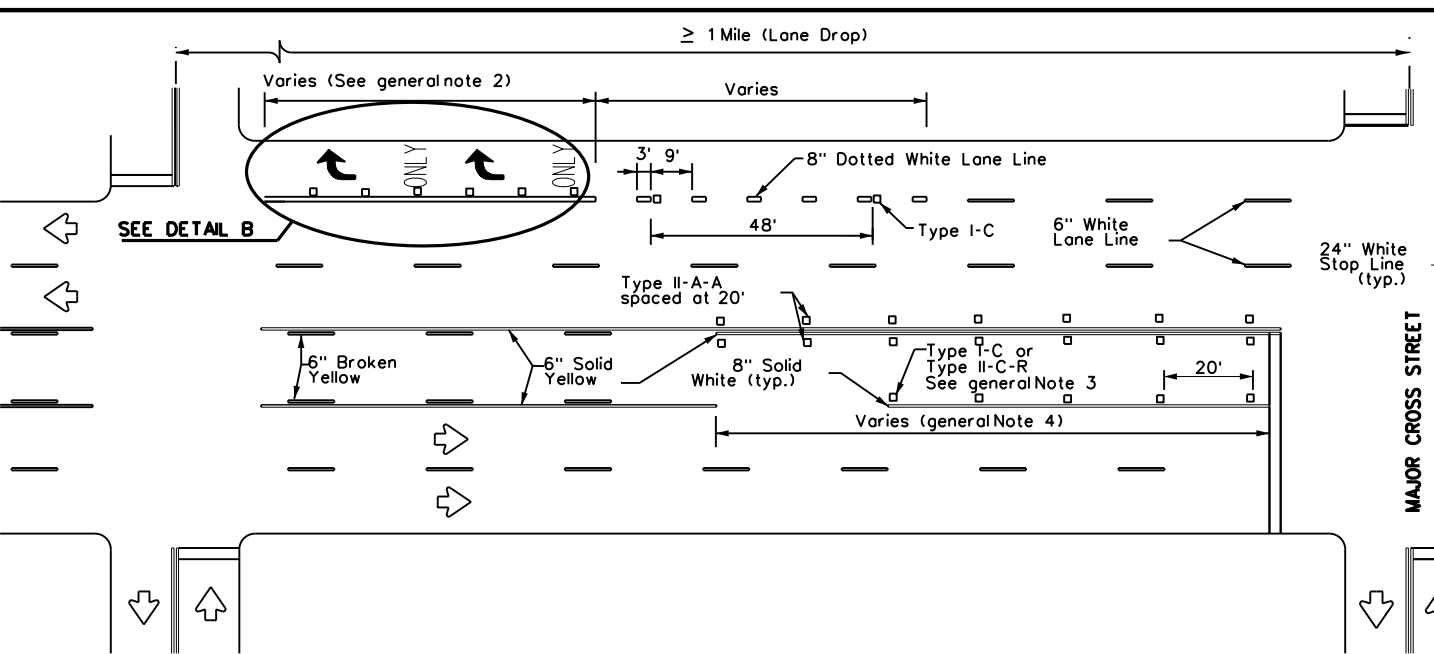 ≥ 1 Mile (Lane Drop)
Varies (See general note 2)
Varies
ONLY
ONLY
3'
9'
8" Dotted White Lane Line
48'
Type I-C
6" White
Lane Line
24" White
Stop Line
(typ.)
SEE DETAIL B
Type II-A-A
spaced at 20'
6" Broken
Yellow
6" Solid
Yellow
8" Solid
White (typ.)
Type I-C or
Type II-C-R
See general Note 3
20'
Varies (general Note 4)
MAJOR CROSS STREET